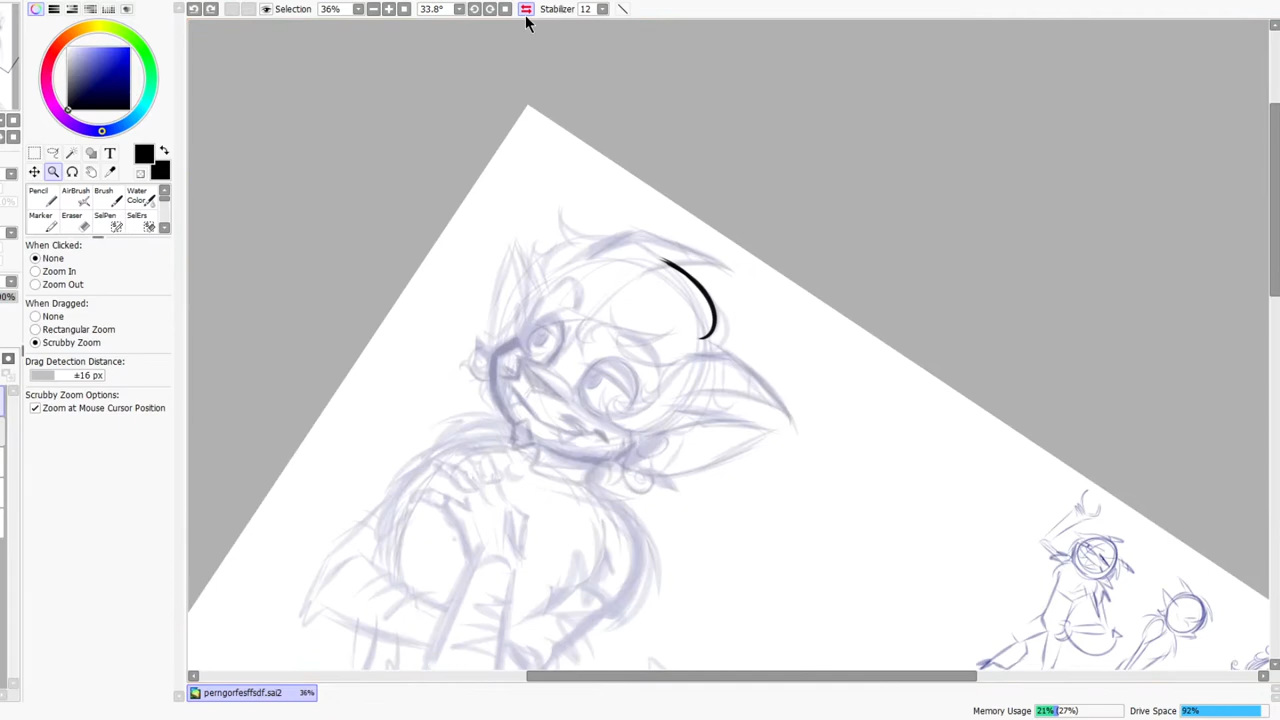 Selection 36% 33.8° Stabilizer 12
T
Pencil AirBrush Brush Water Color
Marker Eraser SelPen SelErs
When Clicked:
None
Zoom In
Zoom Out
When Dragged:
None
Rectangular Zoom
Scrubby Zoom
Drag Detection Distance:
±16 px
Scrubby Zoom Options:
Zoom at Mouse Cursor Position
perngorfesffsdf.sai2 36%
Memory Usage 21% (27%) Drive Space 92%